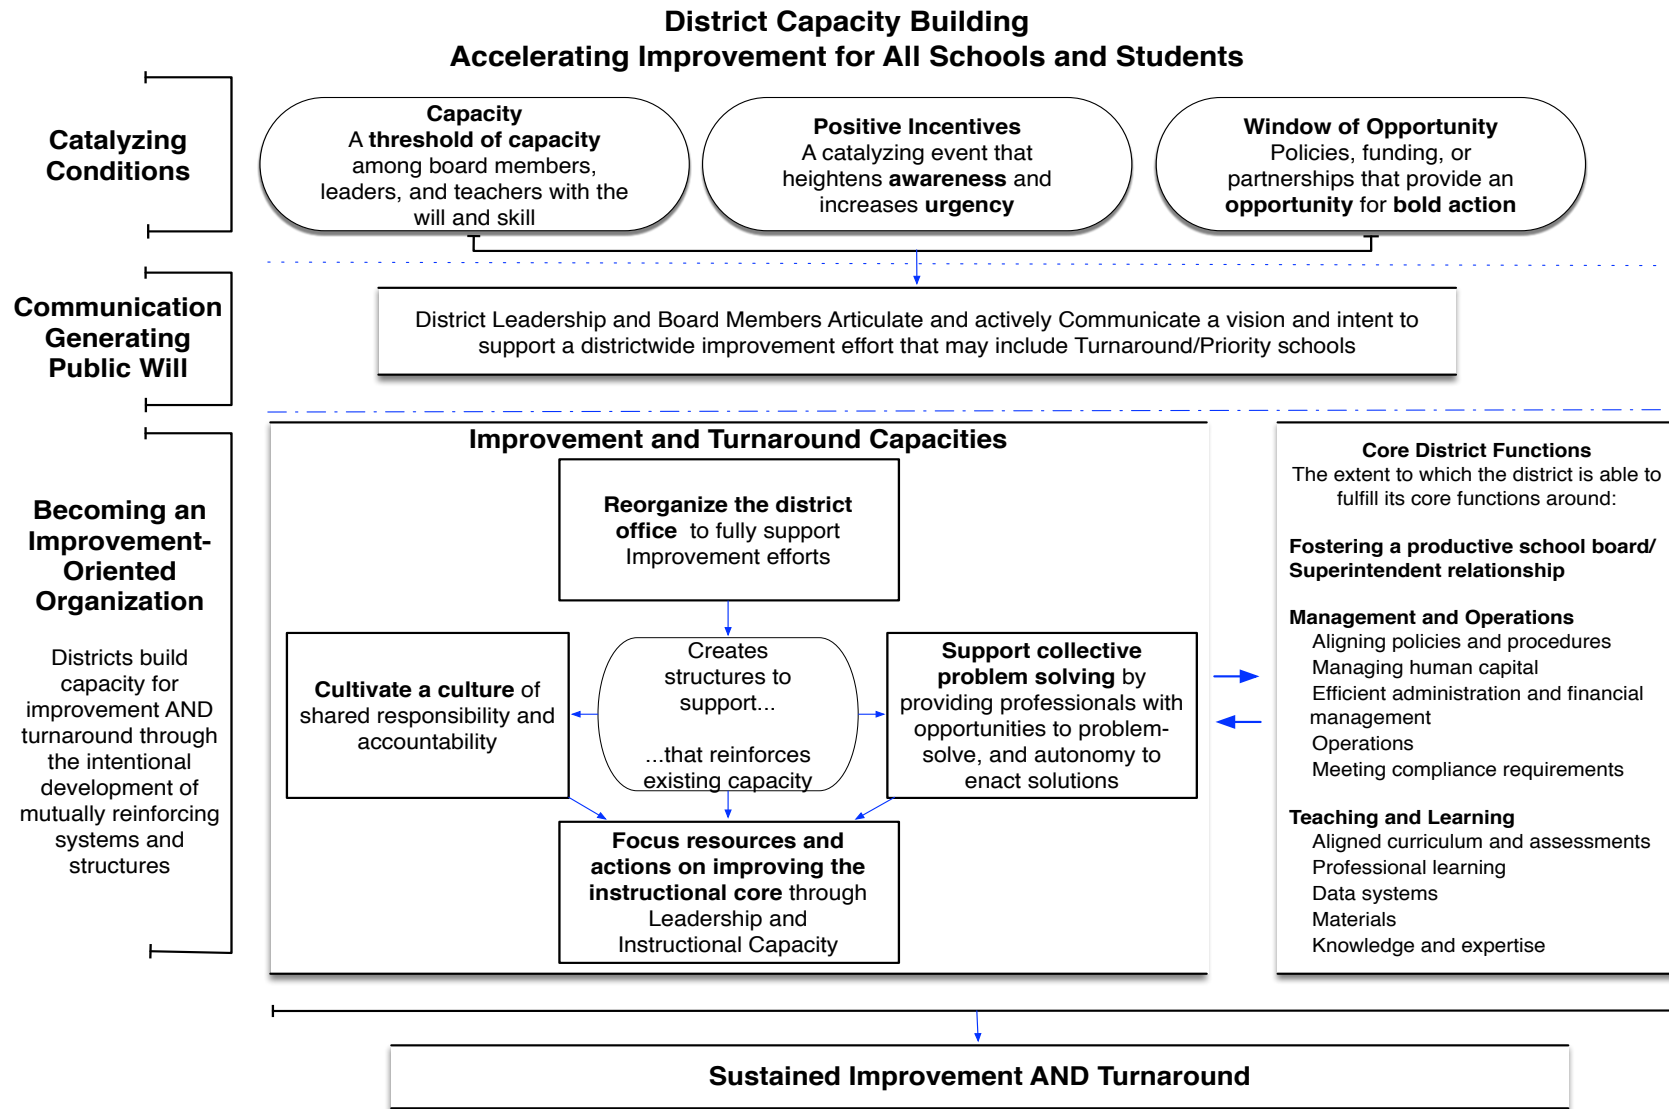 District Capacity Building
Accelerating Improvement for All Schools and Students
Catalyzing
Conditions
Capacity
A threshold of capacity
among board members,
leaders, and teachers with the
will and skill
Positive Incentives
A catalyzing event that
heightens awareness and
increases urgency
Window of Opportunity
Policies, funding, or
partnerships that provide an
opportunity for bold action
Communication
Generating
Public Will
District Leadership and Board Members Articulate and actively Communicate a vision and intent to
support a districtwide improvement effort that may include Turnaround/Priority schools
Becoming an
Improvement-
Oriented
Organization
Districts build
capacity for
improvement AND
turnaround through
the intentional
development of
mutually reinforcing
systems and
structures
Improvement and Turnaround Capacities
Reorganize the district
office to fully support
Improvement efforts
Cultivate a culture of
shared responsibility and
accountability
Creates
structures to
support...
...that reinforces
existing capacity
Support collective
problem solving by
providing professionals with
opportunities to problem-
solve, and autonomy to
enact solutions
Focus resources and
actions on improving the
instructional core through
Leadership and
Instructional Capacity
Core District Functions
The extent to which the district is able to
fulfill its core functions around:
Fostering a productive school board/
Superintendent relationship
Management and Operations
Aligning policies and procedures
Managing human capital
Efficient administration and financial
management
Operations
Meeting compliance requirements
Teaching and Learning
Aligned curriculum and assessments
Professional learning
Data systems
Materials
Knowledge and expertise
Sustained Improvement AND Turnaround